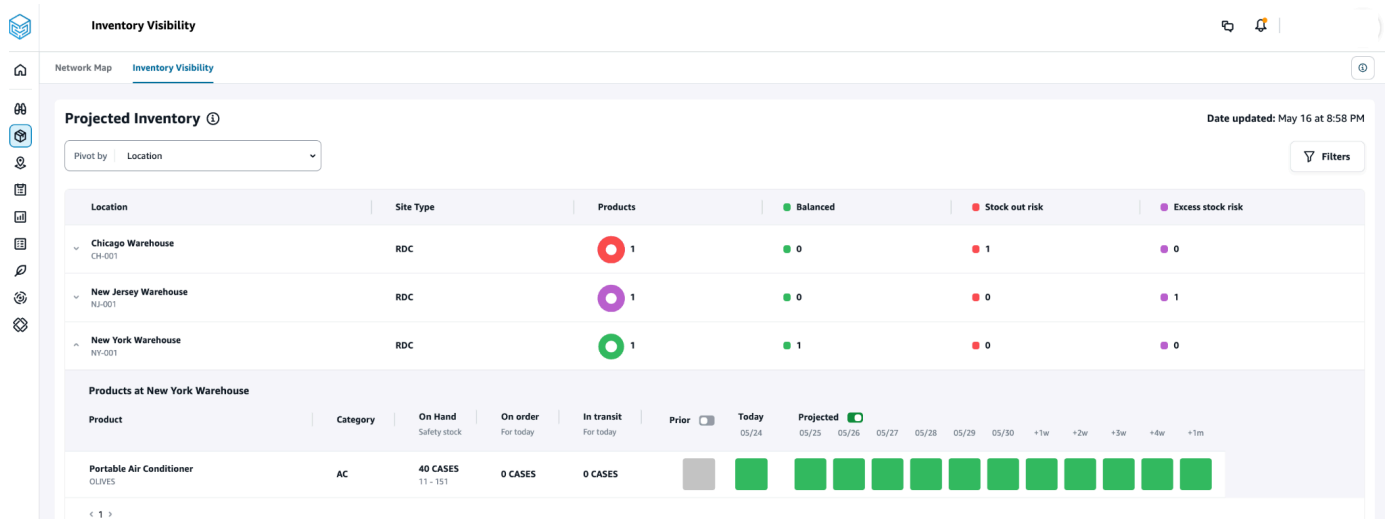 Inventory Visibility
Network Map Inventory Visibility
Projected Inventory
Date updated: May 16 at 8:58 PM
Pivot by Location
Filters
Location Site Type Products Balanced Stock out risk Excess stock risk
Chicago Warehouse RDC 1 0 1 0
CH-001
New Jersey Warehouse RDC 1 0 0 1
NJ-001
New York Warehouse RDC 1 1 0 0
NY-001
Products at New York Warehouse
Product Category On Hand On order In transit Prior Today Projected
Safety stock For today For today 05/24 05/25 05/26 05/27 05/28 05/29 05/30 +1w +2w +3w +4w +1m
Portable Air Conditioner AC 40 CASES 0 CASES 0 CASES
OLIVES 11 - 151
< 1 >